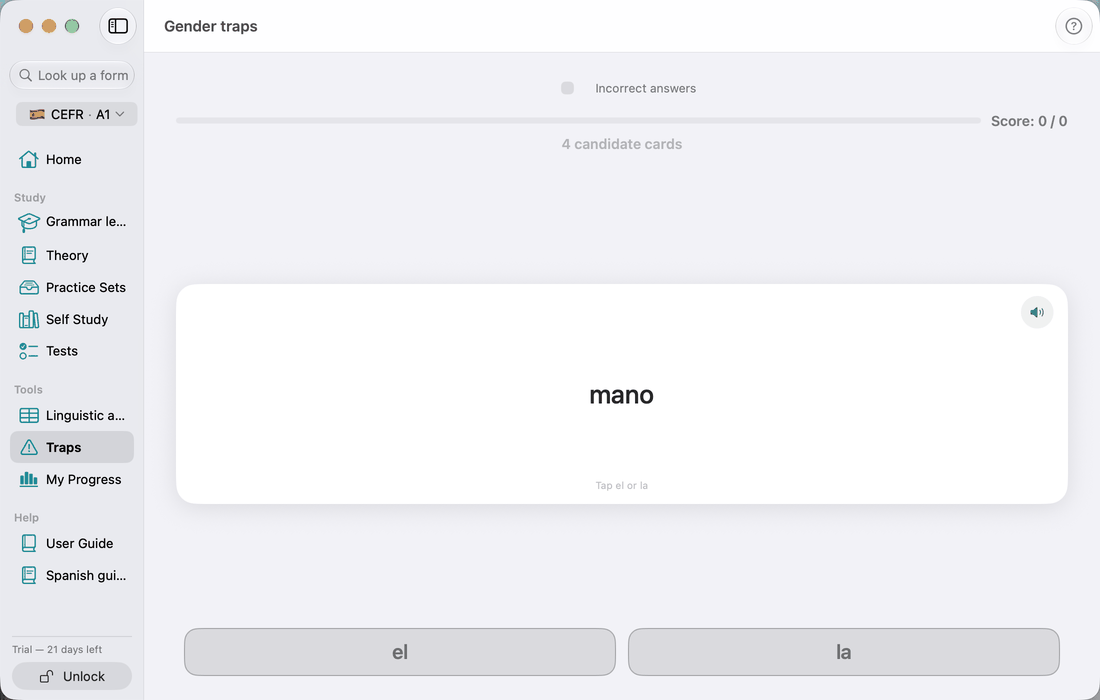 Gender traps
?
Look up a form
CEFR · A1
Home
Study
Grammar le...
Theory
Practice Sets
Self Study
Tests
Tools
Linguistic a...
Traps
My Progress
Help
User Guide
Spanish gui...
Trial — 21 days left
Unlock
Incorrect answers
Score: 0 / 0
4 candidate cards
mano
Tap el or la
el
la